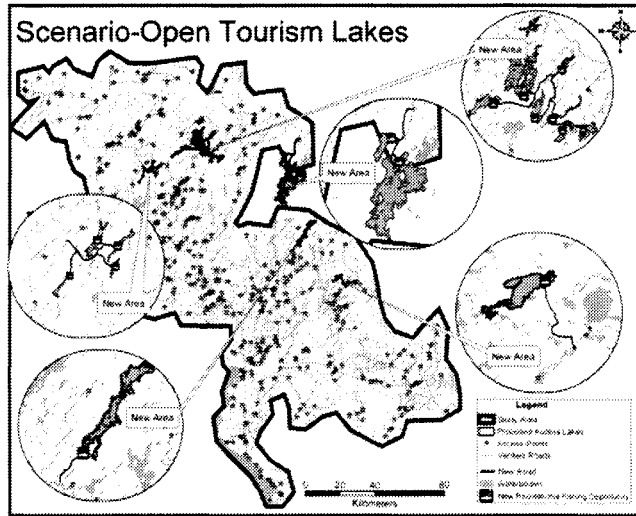 Scenario-Open Tourism Lakes
New Area
New Area
New Area
New Area
New Area
Legend
Study Area
Access Points
New Road
Waterbodies
0 20 40 80
Kilometers